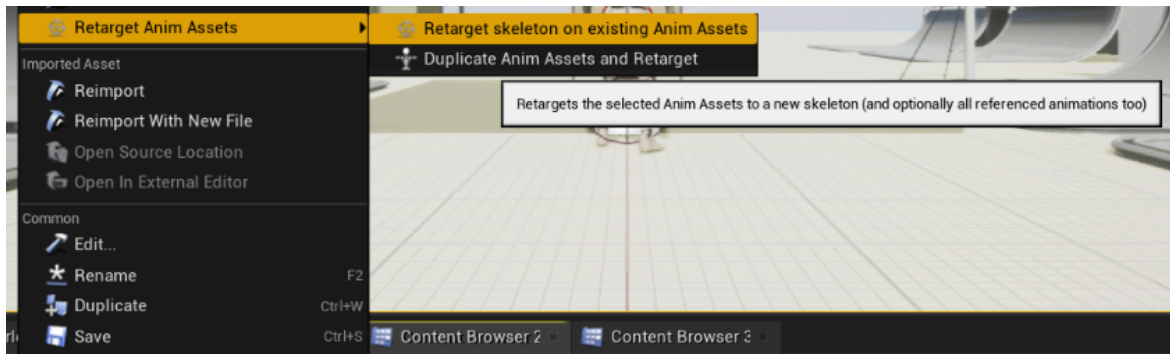 Retarget Anim Assets
Retarget skeleton on existing Anim Assets
Duplicate Anim Assets and Retarget
Retargets the selected Anim Assets to a new skeleton (and optionally all referenced animations too)
Imported Asset
Reimport
Reimport With New File
Open Source Location
Open In External Editor
Common
Edit...
Rename F2
Duplicate Ctrl+W
Save Ctrl+S
Content Browser 2
Content Browser 3